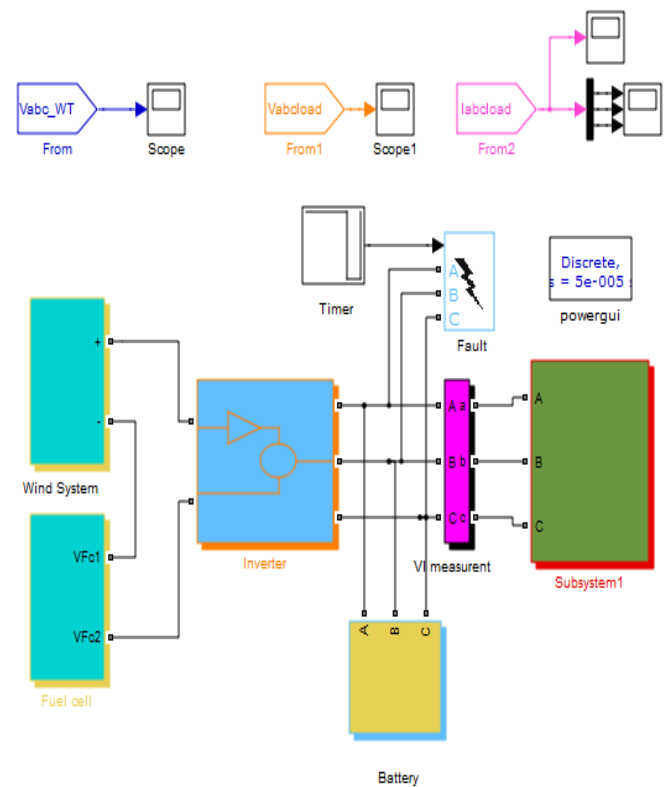 Vabc_WT
From
Scope
Vabcload
From1
Scope1
Iabcload
From2
Timer
A
B
C
Fault
Discrete,
s = 5e-005 s
powergui
+
-
Wind System
VFc1
VFc2
Fuel cell
Inverter
A a
B b
C c
VI measurent
A
B
C
Subsystem1
A
B
C
Battery